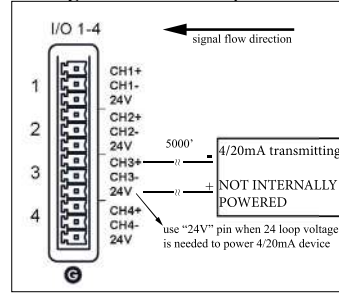 I/O 1-4
signal flow direction
CH1+
1
CH1-
24V
CH2+
2
CH2-
24V
5000'
CH3+
-
4/20mA transmitting
3
CH3-
24V
+ NOT INTERNALLY
POWERED
CH4+
4
CH4-
24V
use "24V" pin when 24 loop voltage
is needed to power 4/20mA device
G